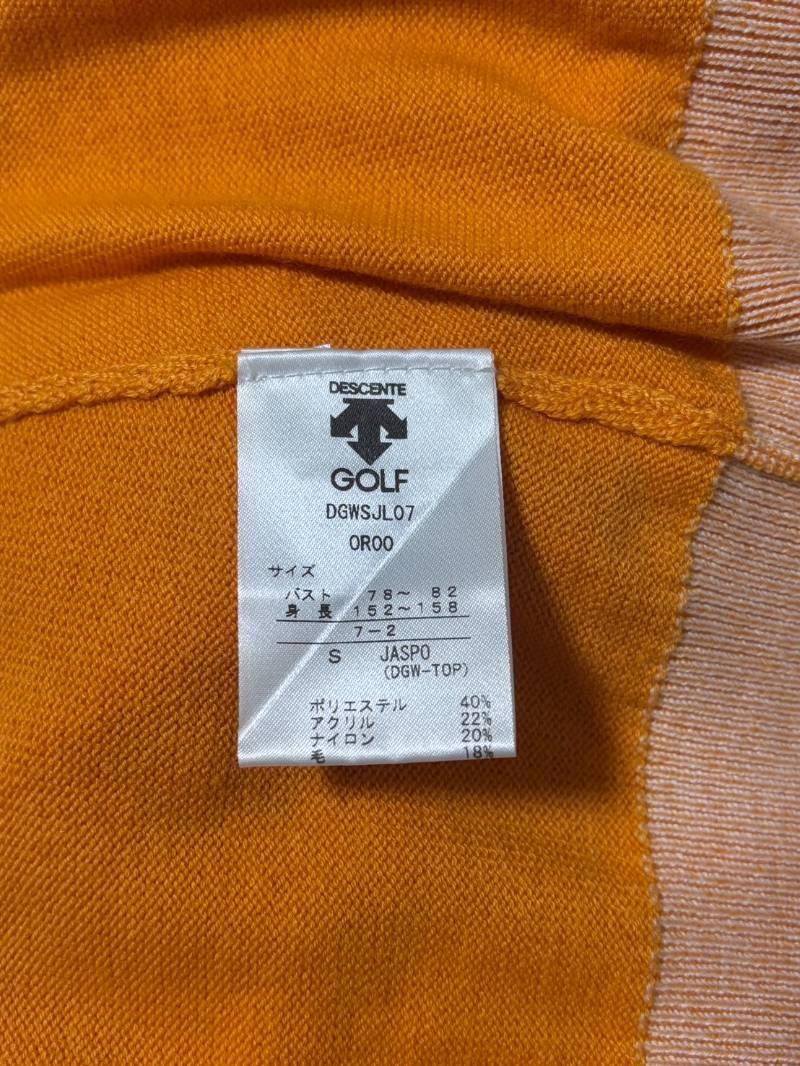 DESCENTE
GOLF
DGWSJL07
OR00
サイズ
バスト 78〜 82
身 長 152〜158
7-2
S JASPO
(DGW-TOP)
ポリエステル 40%
アクリル 22%
ナイロン 20%
毛 18%